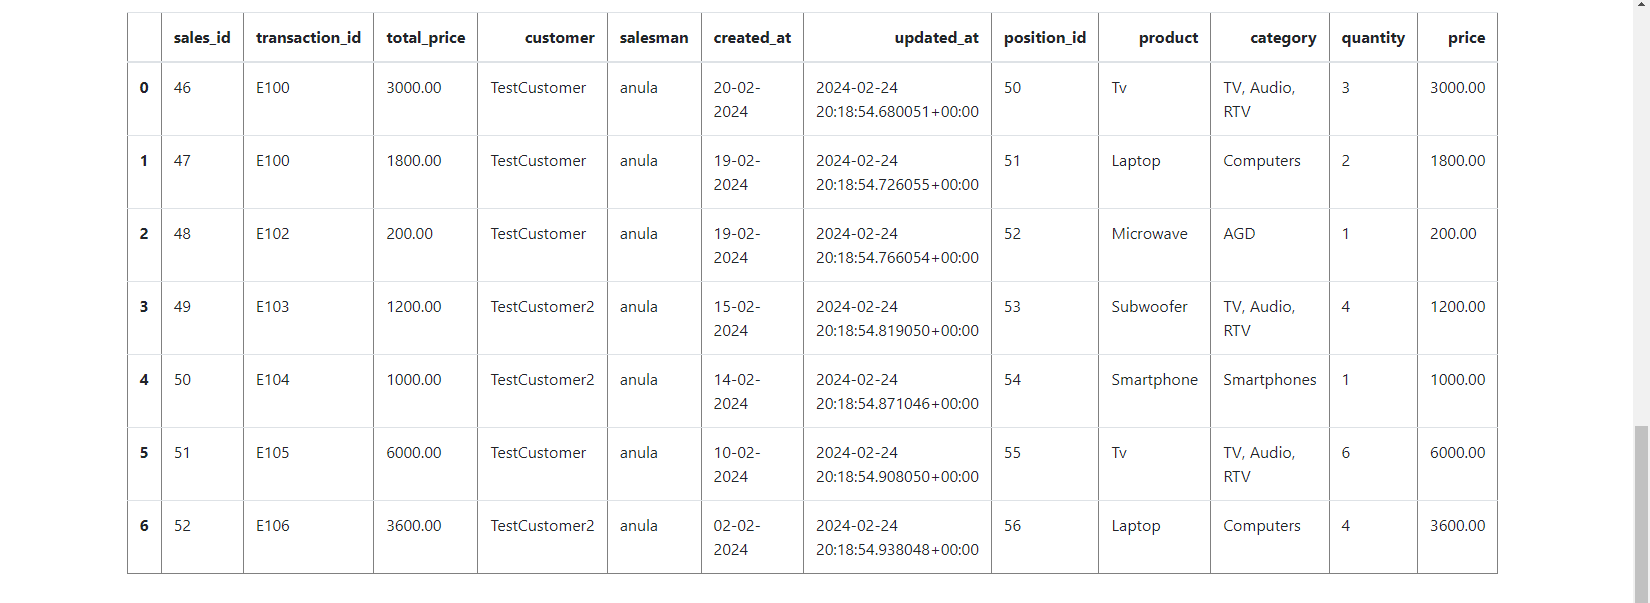 sales_id transaction_id total_price customer salesman created_at updated_at position_id product category quantity price
0 46 E100 3000.00 TestCustomer anula 20-02- 2024-02-24 50 Tv TV, Audio, 3 3000.00
2024 20:18:54.680051+00:00 RTV
1 47 E100 1800.00 TestCustomer anula 19-02- 2024-02-24 51 Laptop Computers 2 1800.00
2024 20:18:54.726055+00:00
2 48 E102 200.00 TestCustomer anula 19-02- 2024-02-24 52 Microwave AGD 1 200.00
2024 20:18:54.766054+00:00
3 49 E103 1200.00 TestCustomer2 anula 15-02- 2024-02-24 53 Subwoofer TV, Audio, 4 1200.00
2024 20:18:54.819050+00:00 RTV
4 50 E104 1000.00 TestCustomer2 anula 14-02- 2024-02-24 54 Smartphone Smartphones 1 1000.00
2024 20:18:54.871046+00:00
5 51 E105 6000.00 TestCustomer anula 10-02- 2024-02-24 55 Tv TV, Audio, 6 6000.00
2024 20:18:54.908050+00:00 RTV
6 52 E106 3600.00 TestCustomer2 anula 02-02- 2024-02-24 56 Laptop Computers 4 3600.00
2024 20:18:54.938048+00:00